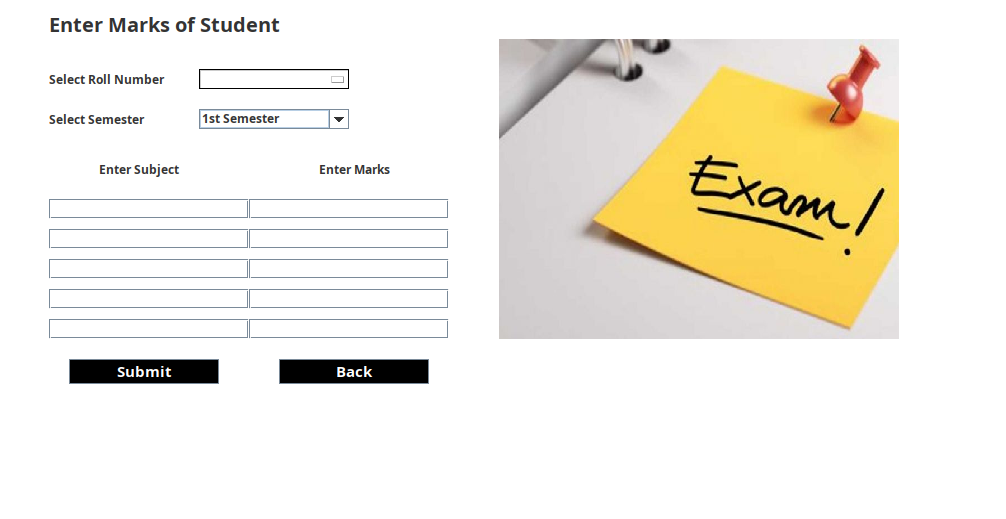 Enter Marks of Student
Select Roll Number
Select Semester 1st Semester
Enter Subject Enter Marks
Submit Back
Exam!